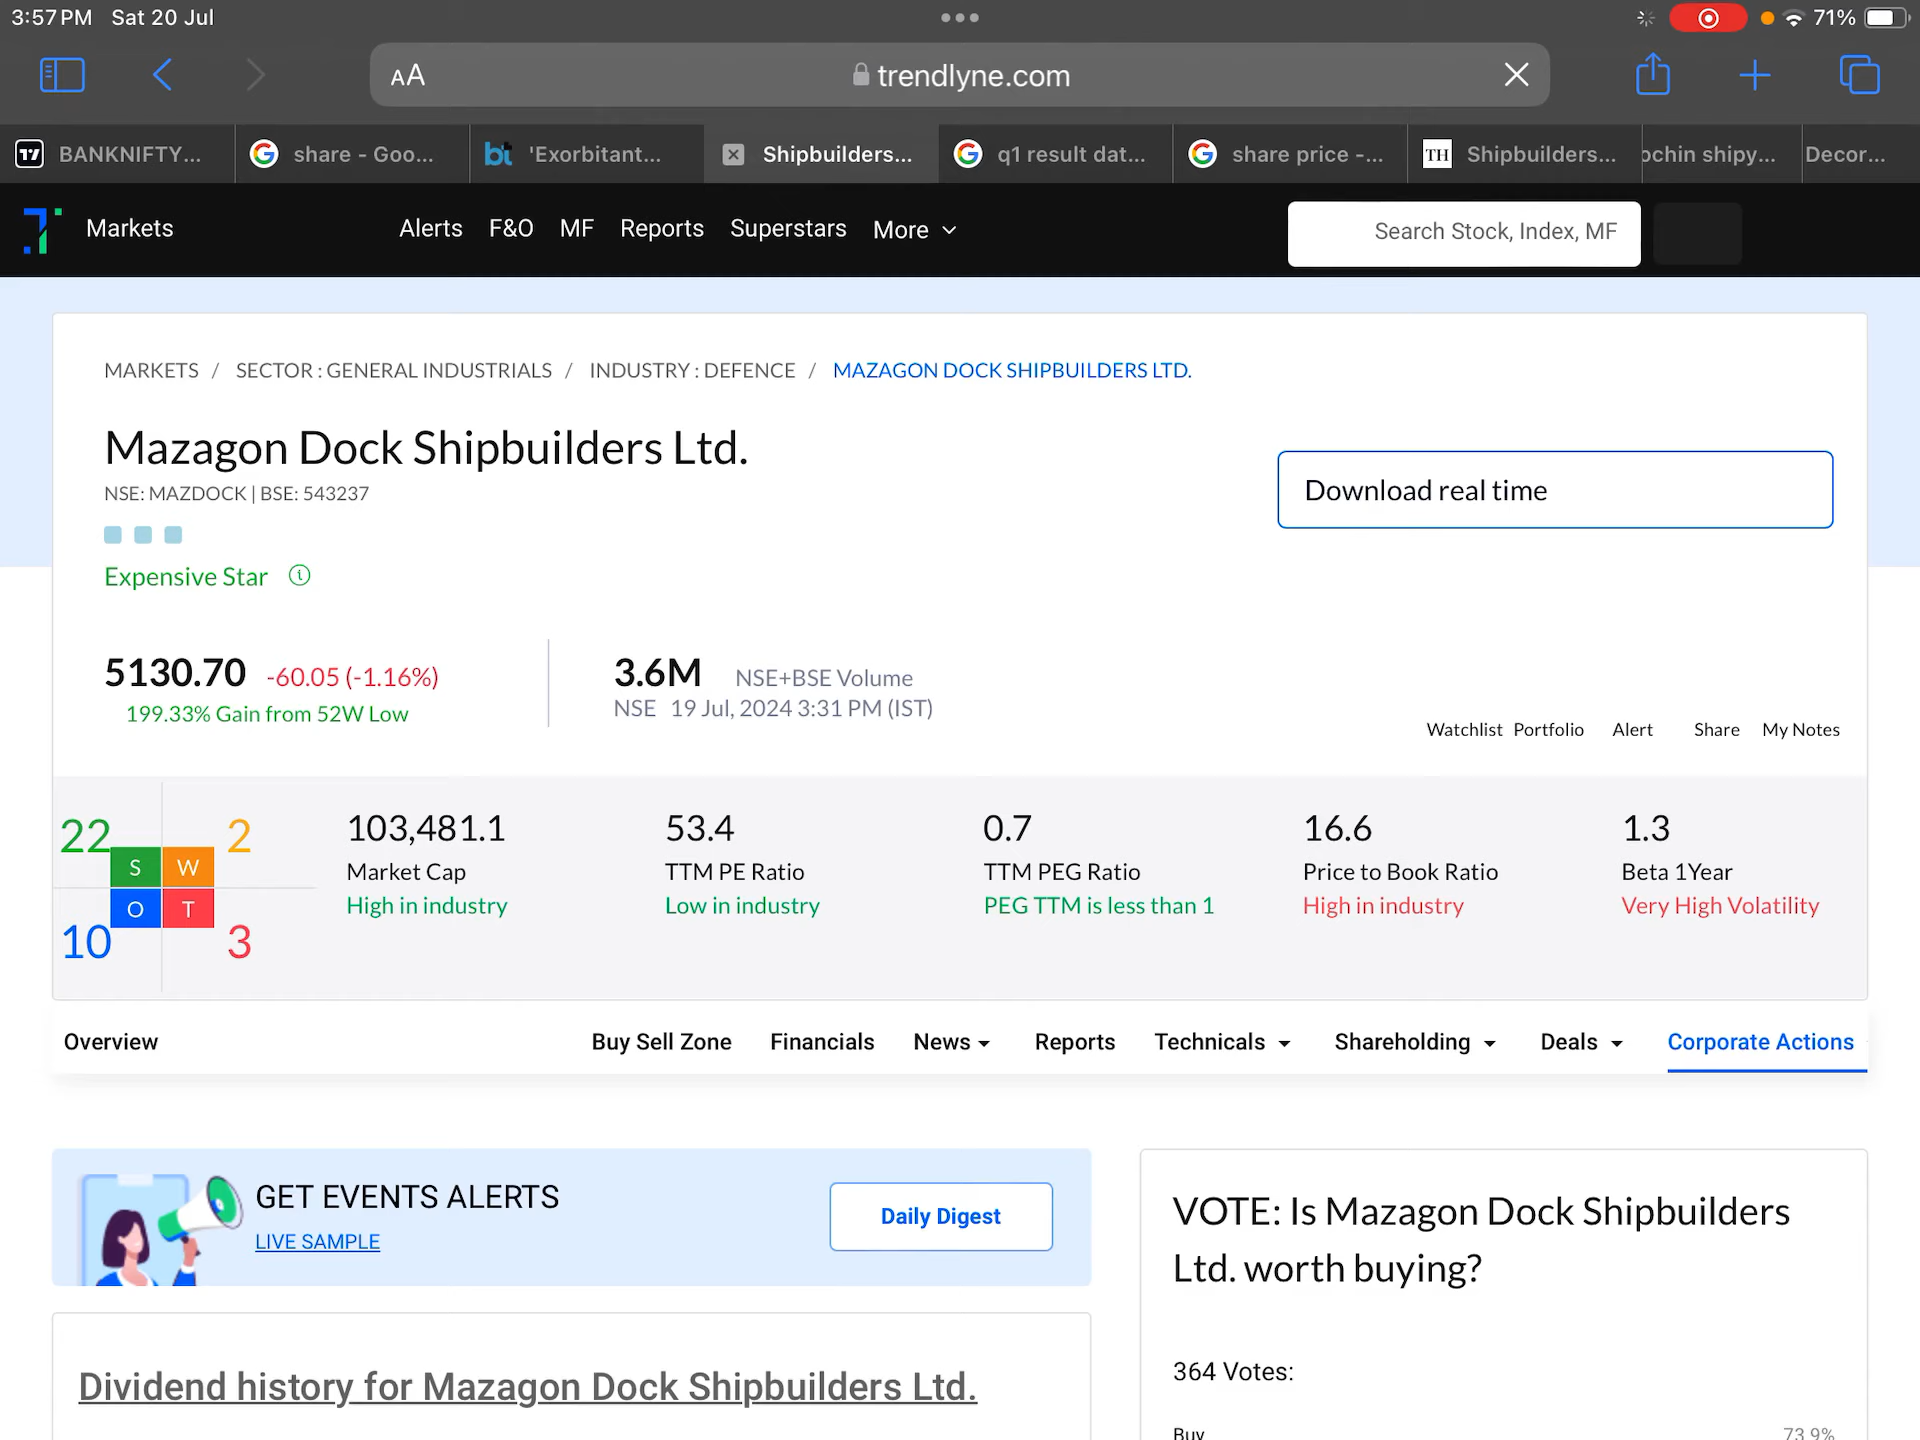 3:57 PM Sat 20 Jul
71%
AA
trendlyne.com
BANKNIFTY...
share - Goo...
bt 'Exorbitant...
Shipbuilders...
q1 result dat...
share price -...
TH Shipbuilders...
ochin shipy...
Decor...
Markets
Alerts
F&O
MF
Reports
Superstars
More
Search Stock, Index, MF
MARKETS / SECTOR : GENERAL INDUSTRIALS / INDUSTRY : DEFENCE / MAZAGON DOCK SHIPBUILDERS LTD.
Mazagon Dock Shipbuilders Ltd.
NSE: MAZDOCK | BSE: 543237
Download real time
Expensive Star
5130.70 -60.05 (-1.16%)
199.33% Gain from 52W Low
3.6M NSE+BSE Volume
NSE 19 Jul, 2024 3:31 PM (IST)
Watchlist
Portfolio
Alert
Share
My Notes
22 2
S W
O T
10 3
103,481.1
Market Cap
High in industry
53.4
TTM PE Ratio
Low in industry
0.7
TTM PEG Ratio
PEG TTM is less than 1
16.6
Price to Book Ratio
High in industry
1.3
Beta 1Year
Very High Volatility
Overview
Buy Sell Zone
Financials
News
Reports
Technicals
Shareholding
Deals
Corporate Actions
GET EVENTS ALERTS
LIVE SAMPLE
Daily Digest
VOTE: Is Mazagon Dock Shipbuilders
Ltd. worth buying?
364 Votes:
Buy 73.9%
Dividend history for Mazagon Dock Shipbuilders Ltd.